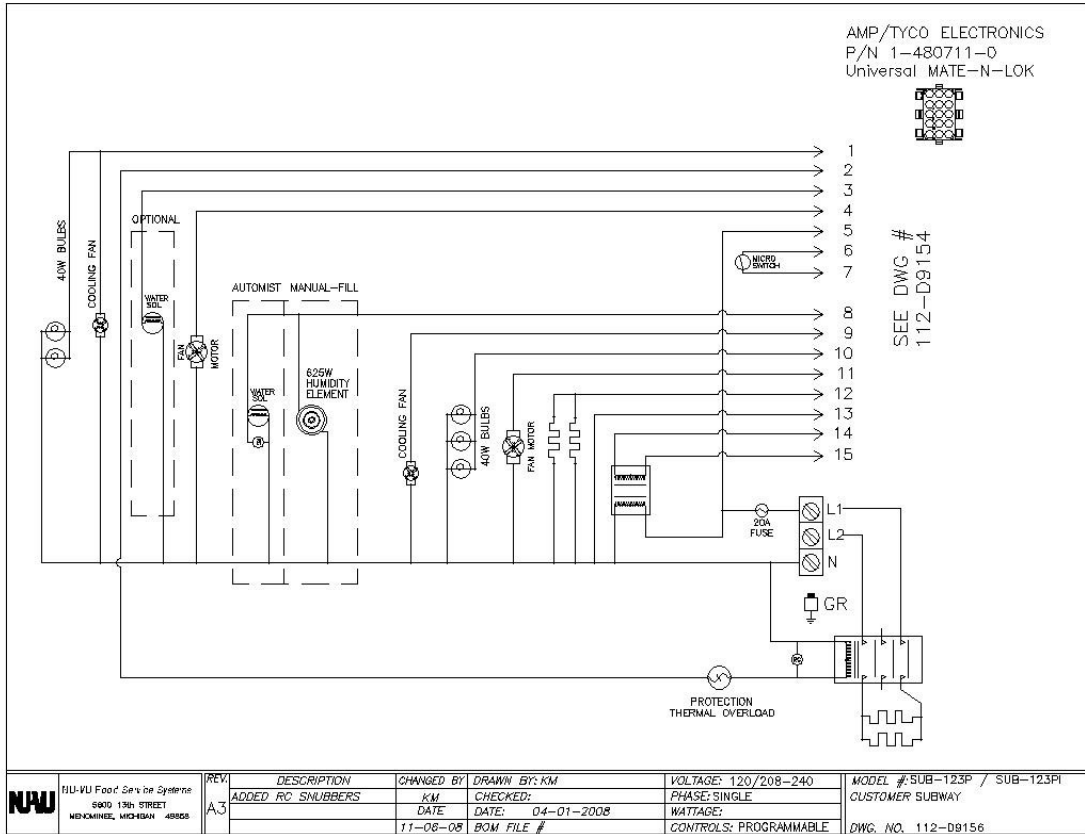 AMP/TYCO ELECTRONICS
P/N 1-480711-0
Universal MATE-N-LOK
1
2
3
4
5
6
7
8
9
10
11
12
13
14
15
SEE DWG #
112-D9154
40W BULBS
COOLING FAN
OPTIONAL
WATER
SOL
FAN
MOTOR
AUTOMIST
MANUAL-FILL
WATER
SOL
625W
HUMIDITY
ELEMENT
COOLING FAN
40W BULBS
FAN MOTOR
MICRO
SWITCH
20A
FUSE
L1
L2
N
GR
RC
PROTECTION
THERMAL OVERLOAD
NU-VU Food Service Systems
5600 13th STREET
MENOMINEE, MICHIGAN 49858
REV.
A3
DESCRIPTION
ADDED RC SNUBBERS
CHANGED BY
KM
DATE
11-06-08
DRAWN BY: KM
CHECKED:
DATE: 04-01-2008
BOM FILE #
VOLTAGE: 120/208-240
PHASE: SINGLE
WATTAGE:
CONTROLS: PROGRAMMABLE
MODEL #: SUB-123P / SUB-123PI
CUSTOMER SUBWAY
DWG. NO. 112-D9156